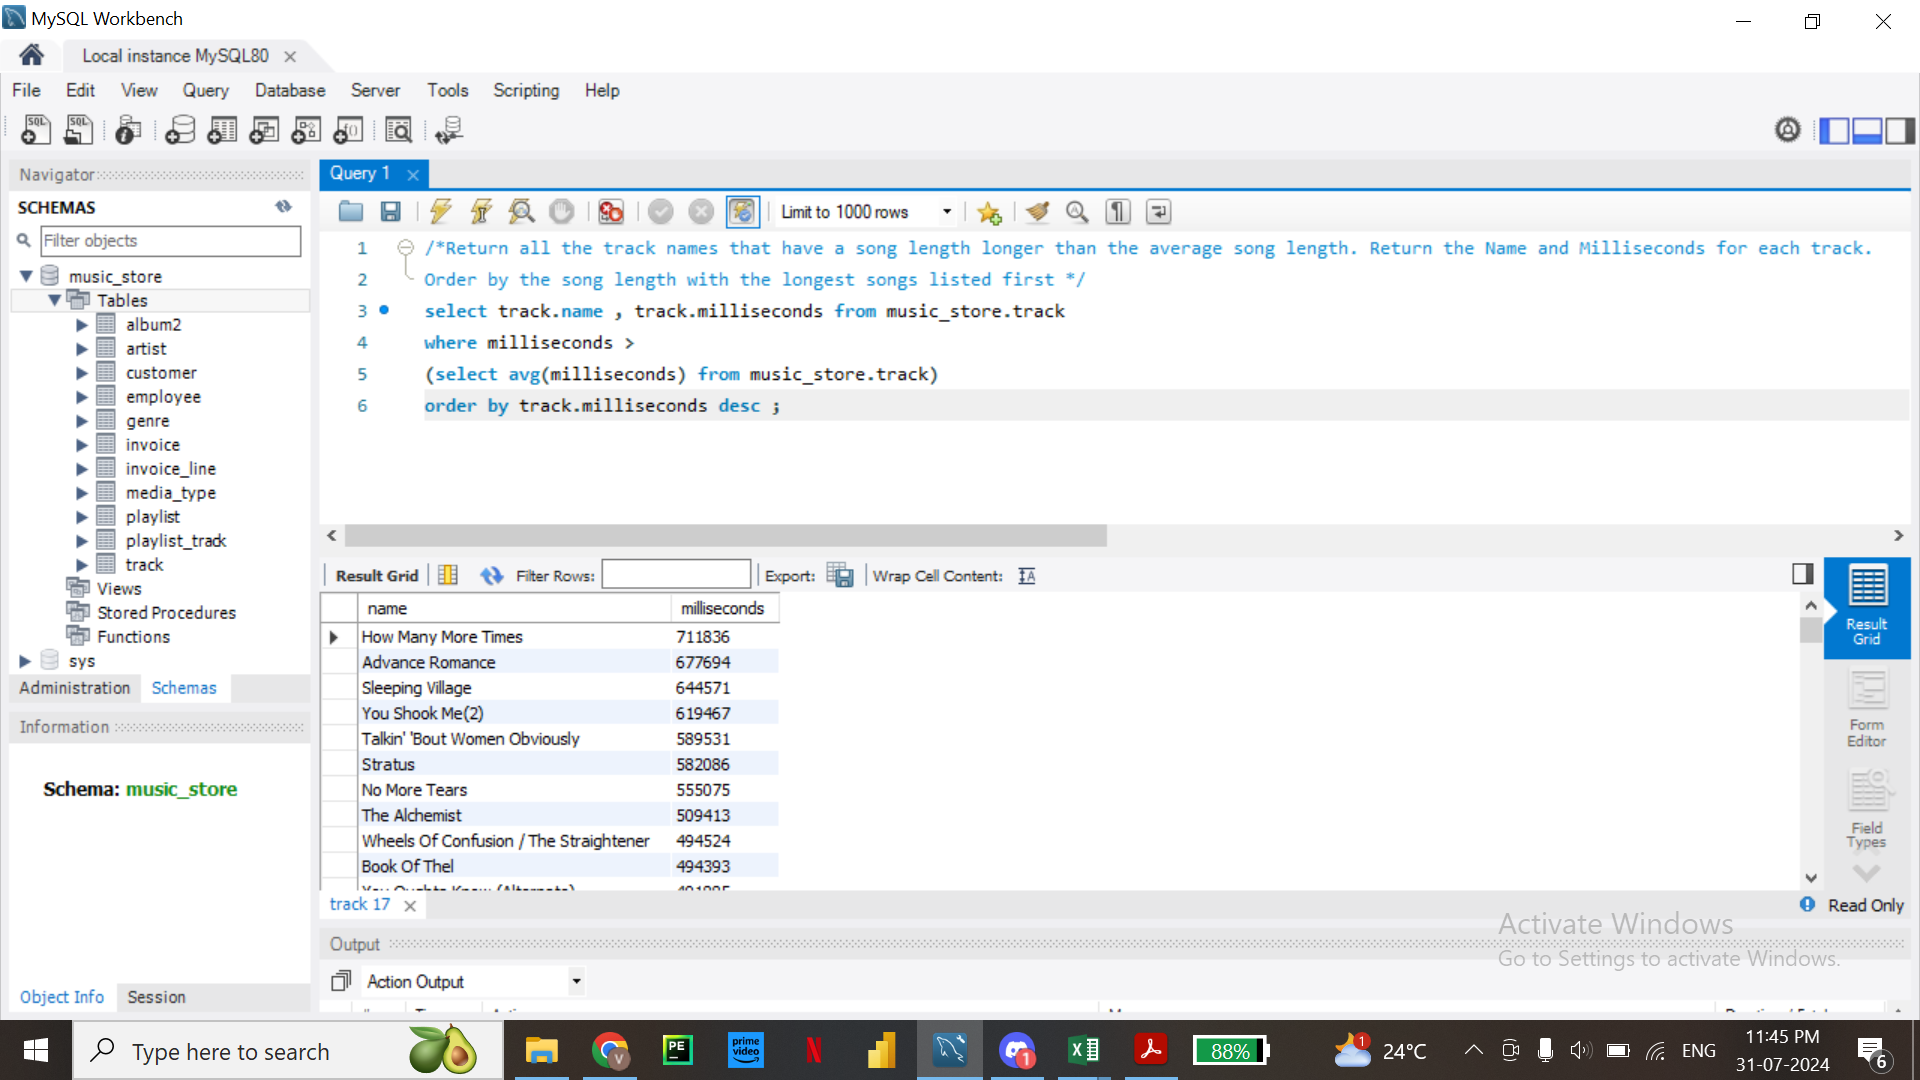 MySQL Workbench
Local instance MySQL80
File Edit View Query Database Server Tools Scripting Help
Navigator
SCHEMAS
Filter objects
music_store
Tables
album2
artist
customer
employee
genre
invoice
invoice_line
media_type
playlist
playlist_track
track
Views
Stored Procedures
Functions
sys
Administration Schemas
Information
Schema: music_store
Object Info Session
Query 1
Limit to 1000 rows
1 /*Return all the track names that have a song length longer than the average song length. Return the Name and Milliseconds for each track.
2 Order by the song length with the longest songs listed first */
3 select track.name , track.milliseconds from music_store.track
4 where milliseconds >
5 (select avg(milliseconds) from music_store.track)
6 order by track.milliseconds desc ;
Result Grid Filter Rows: Export: Wrap Cell Content:
name milliseconds
How Many More Times 711836
Advance Romance 677694
Sleeping Village 644571
You Shook Me(2) 619467
Talkin' 'Bout Women Obviously 589531
Stratus 582086
No More Tears 555075
The Alchemist 509413
Wheels Of Confusion / The Straightener 494524
Book Of Thel 494393
Result
Grid
Form
Editor
Field
Types
track 17
Read Only
Output
Action Output
Activate Windows
Go to Settings to activate Windows.
Type here to search
PE
prime
video
N
V
1
88%
1
24°C
ENG
11:45 PM
31-07-2024
6